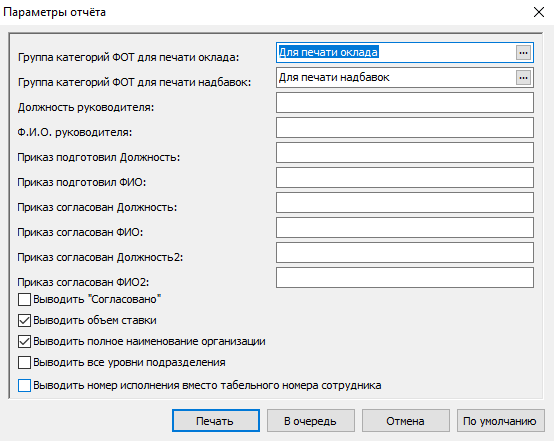 Параметры отчёта
Группа категорий ФОТ для печати оклада: Для печати оклада ...
Группа категорий ФОТ для печати надбавок: Для печати надбавок ...
Должность руководителя:
Ф.И.О. руководителя:
Приказ подготовил Должность:
Приказ подготовил ФИО:
Приказ согласован Должность:
Приказ согласован ФИО:
Приказ согласован Должность2:
Приказ согласован ФИО2:
Выводить "Согласовано"
Выводить объем ставки
Выводить полное наименование организации
Выводить все уровни подразделения
Выводить номер исполнения вместо табельного номера сотрудника
Печать В очередь Отмена По умолчанию